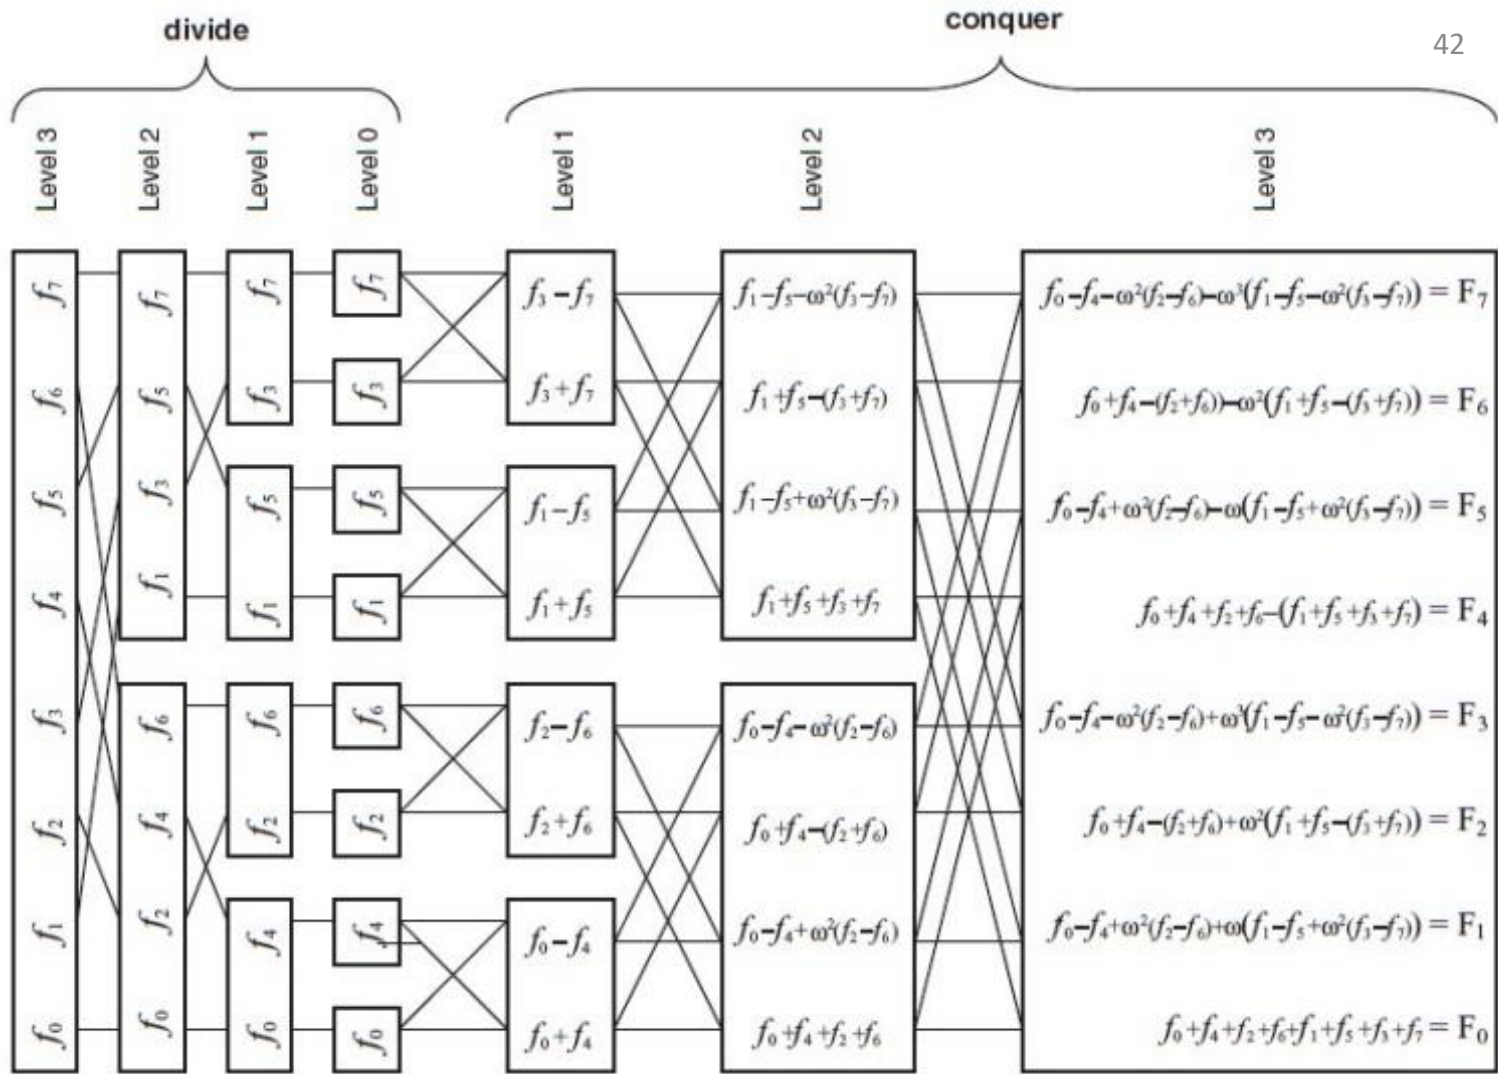 divide
conquer
42
Level 3
Level 2
Level 1
Level 0
Level 1
Level 2
Level 3
f₇
f₆
f₅
f₄
f₃
f₂
f₁
f₀
f₇
f₅
f₃
f₁
f₆
f₄
f₂
f₀
f₇
f₃
f₅
f₁
f₆
f₂
f₄
f₀
f₇
f₃
f₅
f₁
f₆
f₂
f₄
f₀
f₃−f₇
f₃+f₇
f₁−f₅
f₁+f₅
f₂−f₆
f₂+f₆
f₀−f₄
f₀+f₄
f₁−f₅−ω²(f₃−f₇)
f₁+f₅−(f₃+f₇)
f₁−f₅+ω²(f₃−f₇)
f₁+f₅+f₃+f₇
f₀−f₄−ω²(f₂−f₆)
f₀+f₄−(f₂+f₆)
f₀−f₄+ω²(f₂−f₆)
f₀+f₄+f₂+f₆
f₀−f₄−ω²(f₂−f₆)−ω³(f₁−f₅−ω²(f₃−f₇)) = F₇
f₀+f₄−(f₂+f₆))−ω²(f₁+f₅−(f₃+f₇)) = F₆
f₀−f₄+ω²(f₂−f₆)−ω(f₁−f₅+ω²(f₃−f₇)) = F₅
f₀+f₄+f₂+f₆−(f₁+f₅+f₃+f₇) = F₄
f₀−f₄−ω²(f₂−f₆)+ω³(f₁−f₅−ω²(f₃−f₇)) = F₃
f₀+f₄−(f₂+f₆)+ω²(f₁+f₅−(f₃+f₇)) = F₂
f₀−f₄+ω²(f₂−f₆)+ω(f₁−f₅+ω²(f₃−f₇)) = F₁
f₀+f₄+f₂+f₆+f₁+f₅+f₃+f₇ = F₀